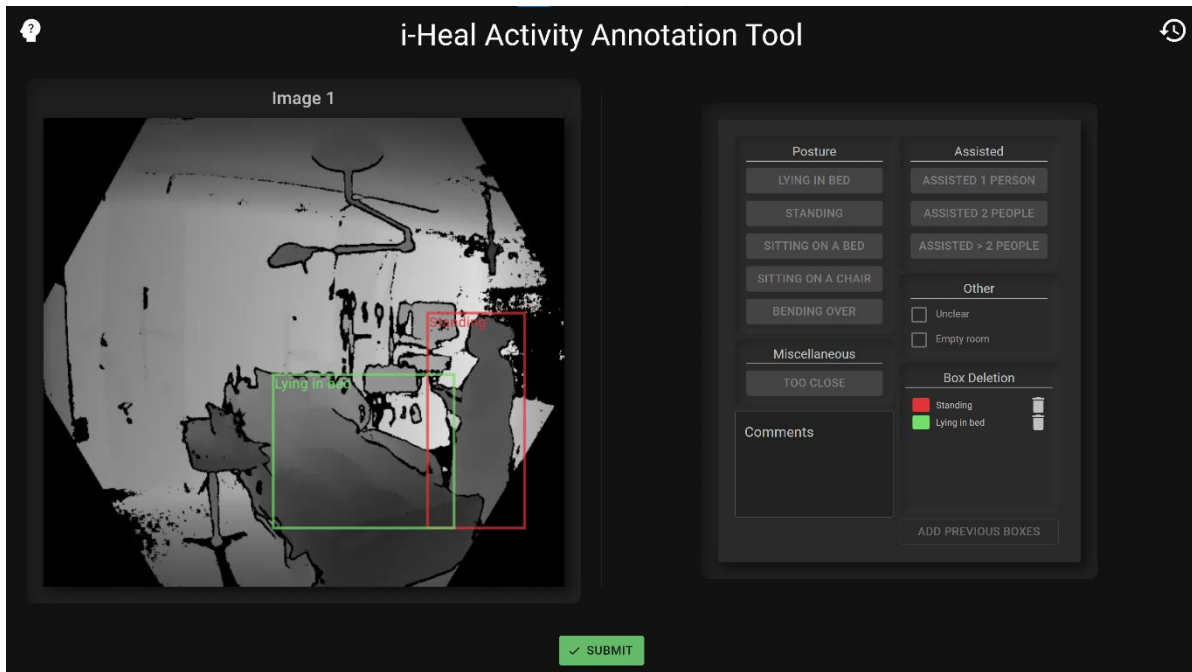 ?
i-Heal Activity Annotation Tool
Image 1
Standing
Lying in bed
Posture
LYING IN BED
STANDING
SITTING ON A BED
SITTING ON A CHAIR
BENDING OVER
Miscellaneous
TOO CLOSE
Comments
Assisted
ASSISTED 1 PERSON
ASSISTED 2 PEOPLE
ASSISTED > 2 PEOPLE
Other
Unclear
Empty room
Box Deletion
Standing
Lying in bed
ADD PREVIOUS BOXES
SUBMIT